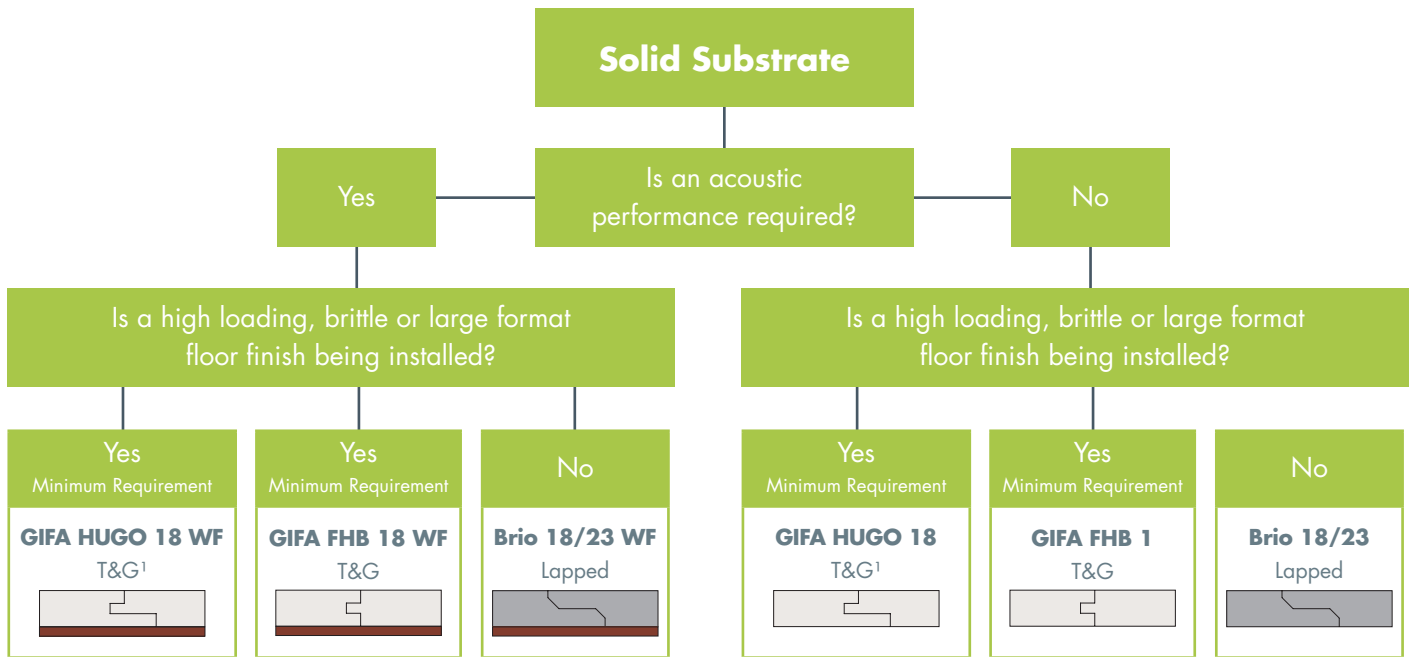 Solid Substrate
Yes
Is an acoustic
performance required?
No
Is a high loading, brittle or large format
floor finish being installed?
Is a high loading, brittle or large format
floor finish being installed?
Yes
Minimum Requirement
Yes
Minimum Requirement
No
Yes
Minimum Requirement
Yes
Minimum Requirement
No
GIFA HUGO 18 WF
T&G¹
GIFA FHB 18 WF
T&G
Brio 18/23 WF
Lapped
GIFA HUGO 18
T&G¹
GIFA FHB 1
T&G
Brio 18/23
Lapped